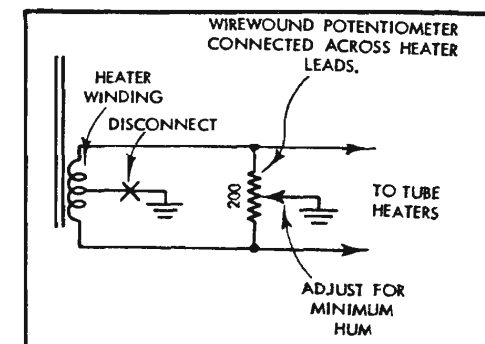 WIREWOUND POTENTIOMETER
CONNECTED ACROSS HEATER
LEADS.
HEATER
WINDING
DISCONNECT
200
TO TUBE
HEATERS
ADJUST FOR
MINIMUM
HUM